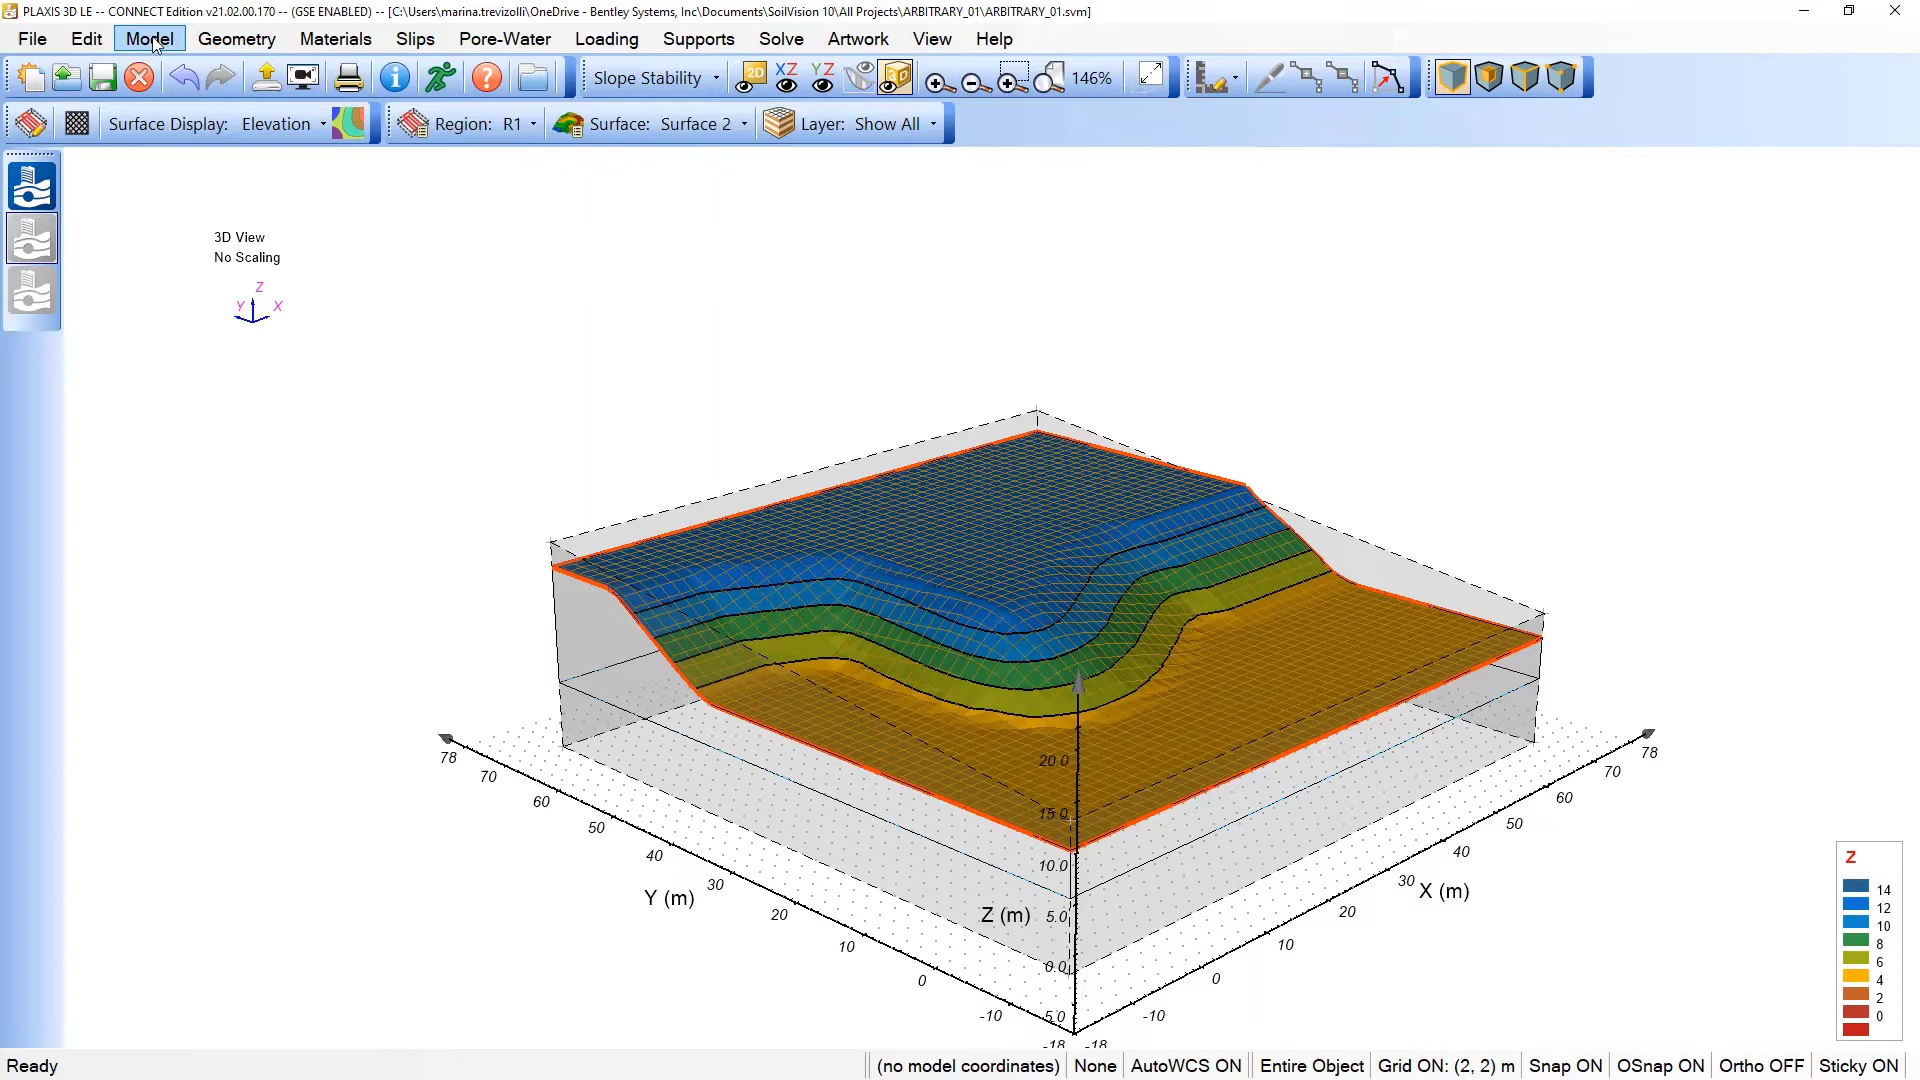 PLAXIS 3D LE -- CONNECT Edition v21.02.00.170 -- (GSE ENABLED) -- [C:\Users\marina.trevizolli\OneDrive - Bentley Systems, Inc\Documents\SoilVision 10\All Projects\ARBITRARY_01\ARBITRARY_01.svm]
File Edit Model Geometry Materials Slips Pore-Water Loading Supports Solve Artwork View Help
Slope Stability 2D XZ YZ 3D 146%
Surface Display: Elevation Region: R1 Surface: Surface 2 Layer: Show All
3D View
No Scaling
Z
Y X
20.0
15.0
10.0
5.0
0.0
-5.0
Z (m)
78
70
60
50
40
30
20
10
0
-10
-18
Y (m)
78
70
60
50
40
30
20
10
0
-10
-18
X (m)
Z
14
12
10
8
6
4
2
0
Ready (no model coordinates) None AutoWCS ON Entire Object Grid ON: (2, 2) m Snap ON OSnap ON Ortho OFF Sticky ON